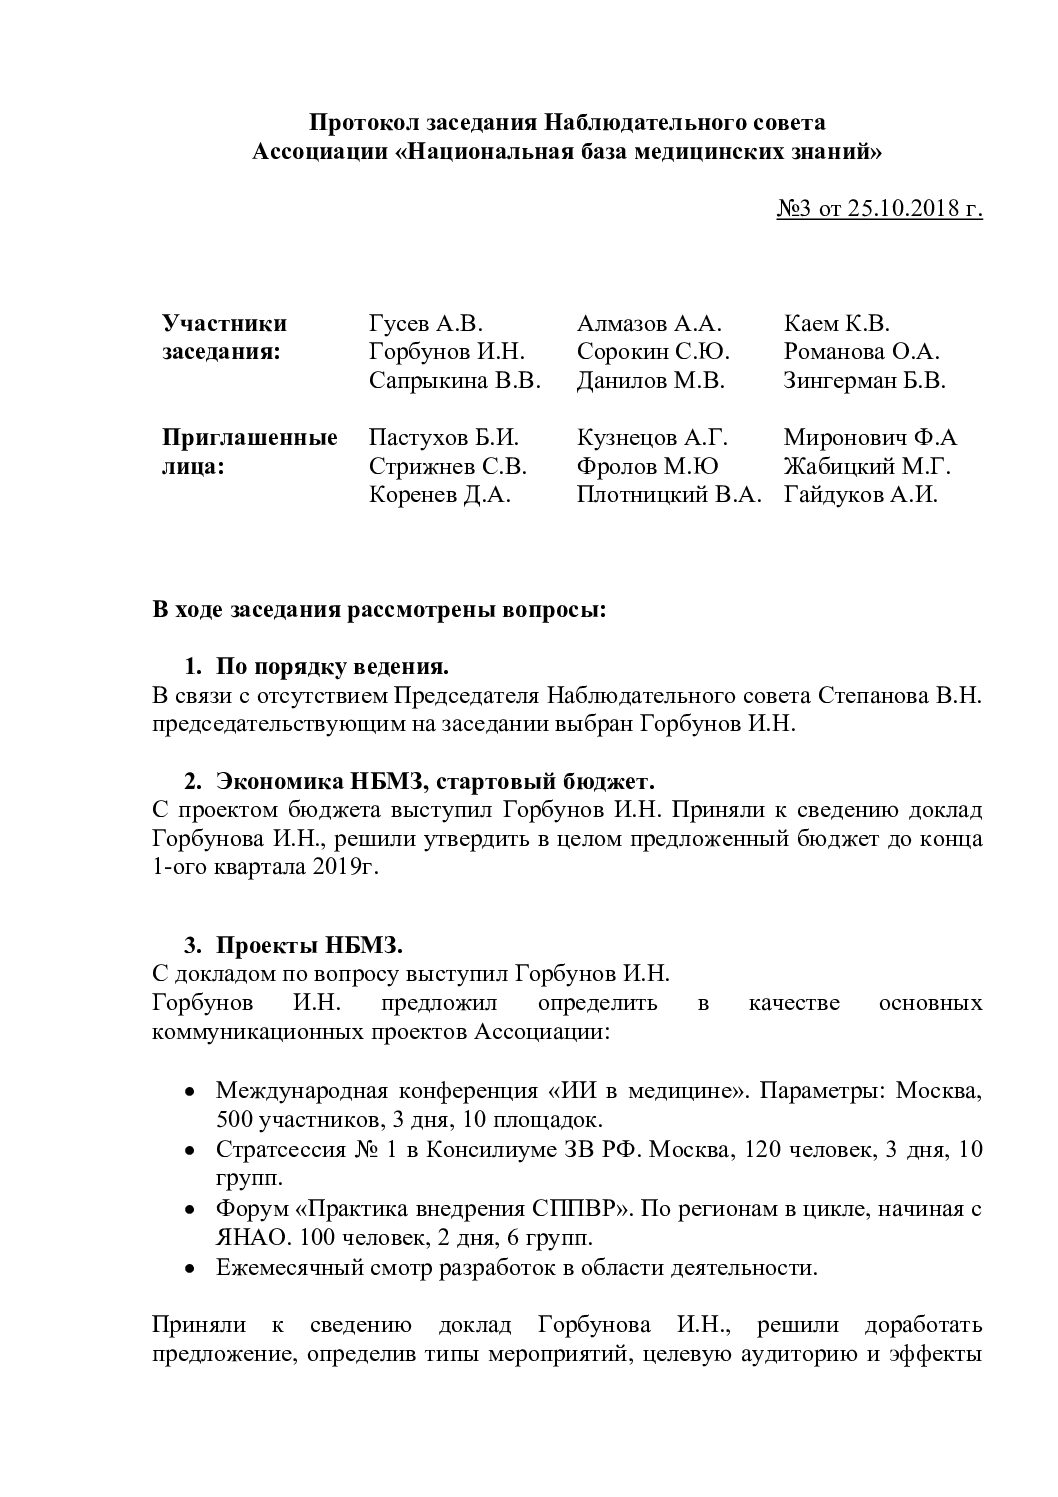 Протокол заседания Наблюдательного совета
Ассоциации «Национальная база медицинских знаний»
№3 от 25.10.2018 г.
Участники заседания:
Гусев А.В. Алмазов А.А. Каем К.В.
Горбунов И.Н. Сорокин С.Ю. Романова О.А.
Сапрыкина В.В. Данилов М.В. Зингерман Б.В.
Приглашенные лица:
Пастухов Б.И. Кузнецов А.Г. Миронович Ф.А
Стрижнев С.В. Фролов М.Ю Жабицкий М.Г.
Коренев Д.А. Плотницкий В.А. Гайдуков А.И.
В ходе заседания рассмотрены вопросы:
1. По порядку ведения.
В связи с отсутствием Председателя Наблюдательного совета Степанова В.Н.
председательствующим на заседании выбран Горбунов И.Н.
2. Экономика НБМЗ, стартовый бюджет.
С проектом бюджета выступил Горбунов И.Н. Приняли к сведению доклад
Горбунова И.Н., решили утвердить в целом предложенный бюджет до конца
1-ого квартала 2019г.
3. Проекты НБМЗ.
С докладом по вопросу выступил Горбунов И.Н.
Горбунов И.Н. предложил определить в качестве основных
коммуникационных проектов Ассоциации:
• Международная конференция «ИИ в медицине». Параметры: Москва,
500 участников, 3 дня, 10 площадок.
• Стратсессия № 1 в Консилиуме ЗВ РФ. Москва, 120 человек, 3 дня, 10
групп.
• Форум «Практика внедрения СППВР». По регионам в цикле, начиная с
ЯНАО. 100 человек, 2 дня, 6 групп.
• Ежемесячный смотр разработок в области деятельности.
Приняли к сведению доклад Горбунова И.Н., решили доработать
предложение, определив типы мероприятий, целевую аудиторию и эффекты